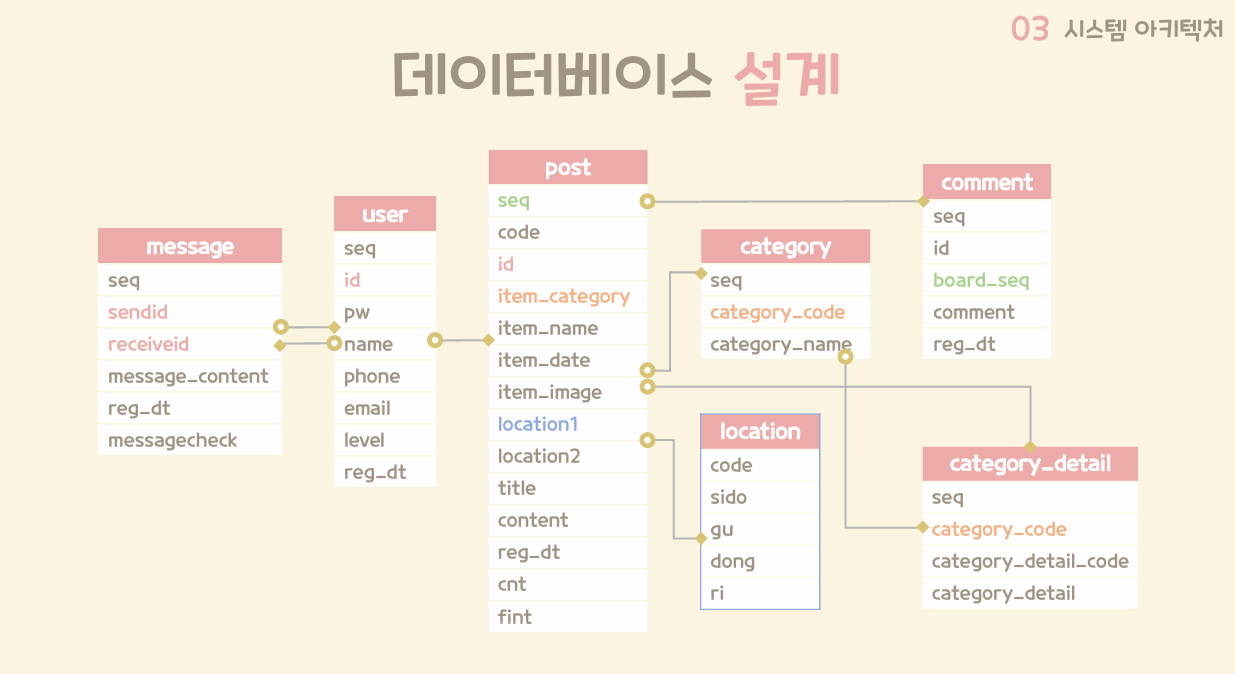 03 시스템 아키텍처
데이터베이스 설계
message
seq
sendid
receiveid
message_content
reg_dt
messagecheck
user
seq
id
pw
name
phone
email
level
reg_dt
post
seq
code
id
item_category
item_name
item_date
item_image
location1
location2
title
content
reg_dt
cnt
fint
category
seq
category_code
category_name
location
code
sido
gu
dong
ri
comment
seq
id
board_seq
comment
reg_dt
category_detail
seq
category_code
category_detail_code
category_detail